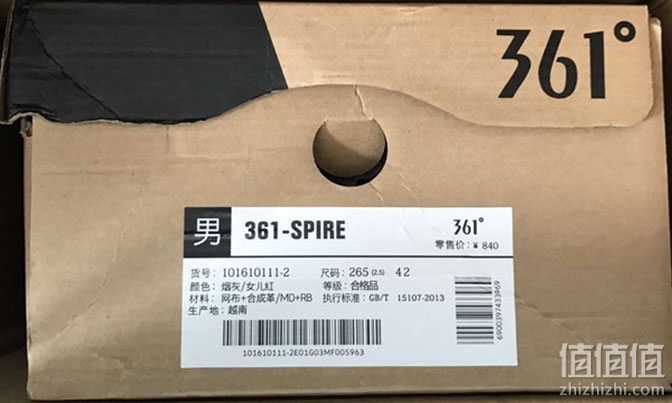 361°
男 361-SPIRE 361°
零售价：¥ 840
货号：101610111-2 尺码：265 (2.5) 42
颜色：烟灰/女儿紅 等级：合格品
材料：网布+合成革/MD+RB 执行标准：GB/T 15107-2013
生产地：越南
101610111-2E01G03MF005963
6900397433969
值值值
zhizhizhi.com